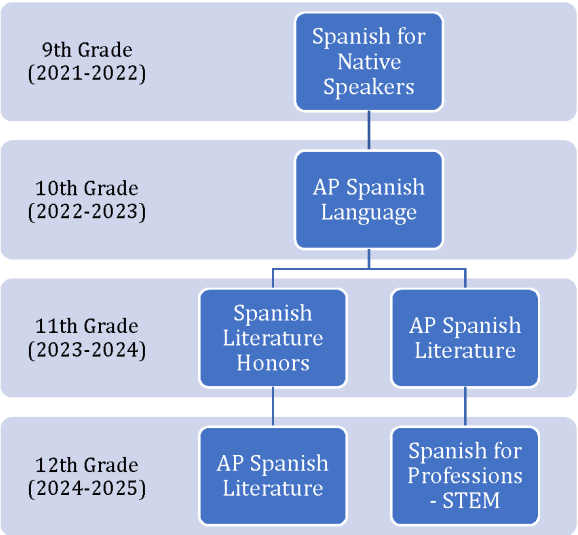 9th Grade
(2021-2022)
Spanish for
Native
Speakers
10th Grade
(2022-2023)
AP Spanish
Language
11th Grade
(2023-2024)
Spanish
Literature
Honors
AP Spanish
Literature
12th Grade
(2024-2025)
AP Spanish
Literature
Spanish for
Professions
- STEM